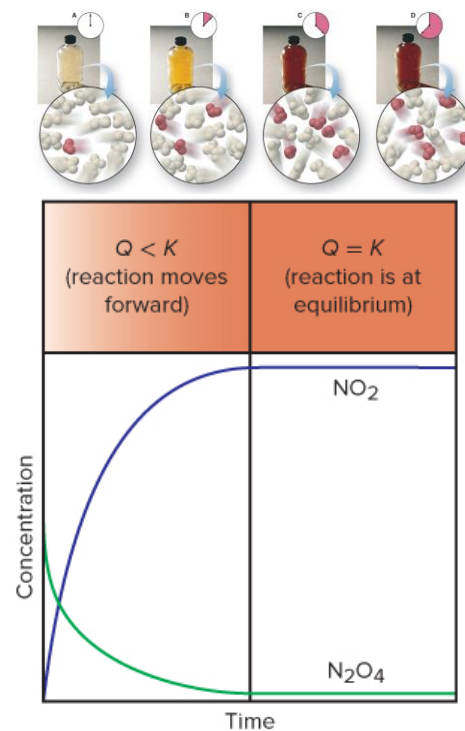 A
B
C
D
Q < K
(reaction moves
forward)
Q = K
(reaction is at
equilibrium)
NO₂
Concentration
N₂O₄
Time